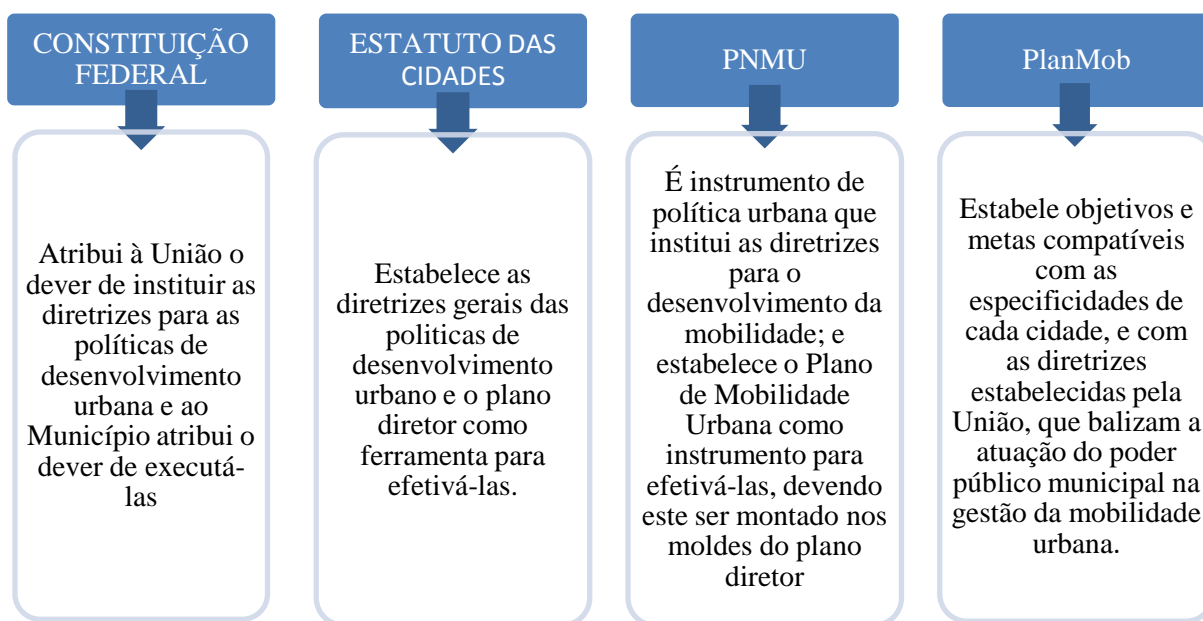 CONSTITUIÇÃO
FEDERAL
Atribui à União o
dever de instituir as
diretrizes para as
políticas de
desenvolvimento
urbana e ao
Município atribui o
dever de executá-
las
ESTATUTO DAS
CIDADES
Estabelece as
diretrizes gerais das
politicas de
desenvolvimento
urbano e o plano
diretor como
ferramenta para
efetivá-las.
PNMU
É instrumento de
política urbana que
institui as diretrizes
para o
desenvolvimento da
mobilidade; e
estabelece o Plano
de Mobilidade
Urbana como
instrumento para
efetivá-las, devendo
este ser montado nos
moldes do plano
diretor
PlanMob
Estabele objetivos e
metas compatíveis
com as
especificidades de
cada cidade, e com
as diretrizes
estabelecidas pela
União, que balizam a
atuação do poder
público municipal na
gestão da mobilidade
urbana.